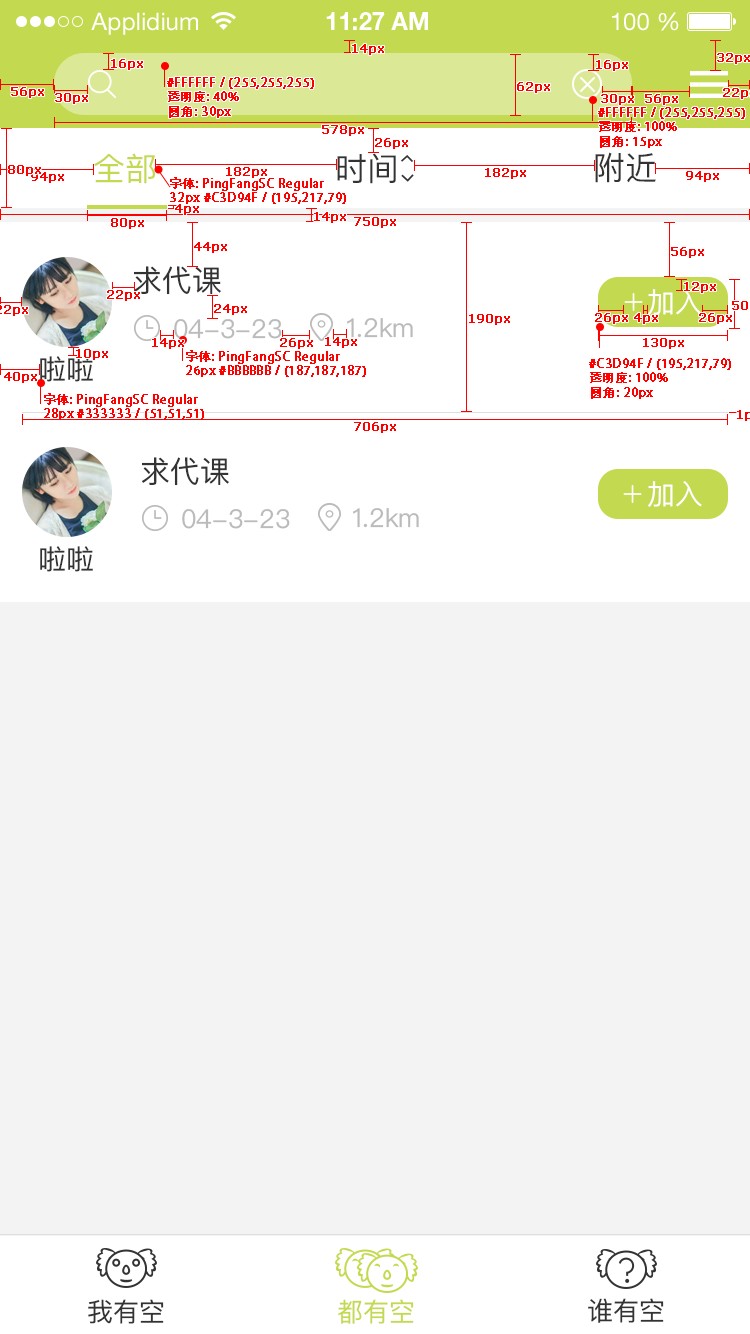 Applidium 11:27 AM 100 %
14px
16px
16px
32px
#FFFFFF / (255,255,255)
透明度: 40%
圆角: 30px
62px
56px
30px
30px
56px
22px
#FFFFFF / (255,255,255)
透明度: 100%
圆角: 15px
578px
26px
80px
94px
全部
182px
时间
182px
附近
94px
字体: PingFangSC Regular
32px #C3D94F / (195,217,79)
4px
80px
14px
750px
44px
56px
求代课
22px
22px
12px
+加入
50
24px
04-3-23
1.2km
190px
26px
4px
26px
14px
26px
14px
130px
10px
字体: PingFangSC Regular
26px #BBBBBB / (187,187,187)
啦啦
40px
#C3D94F / (195,217,79)
透明度: 100%
圆角: 20px
字体: PingFangSC Regular
28px #333333 / (51,51,51)
1p
706px
求代课
+加入
04-3-23
1.2km
啦啦
我有空
都有空
谁有空